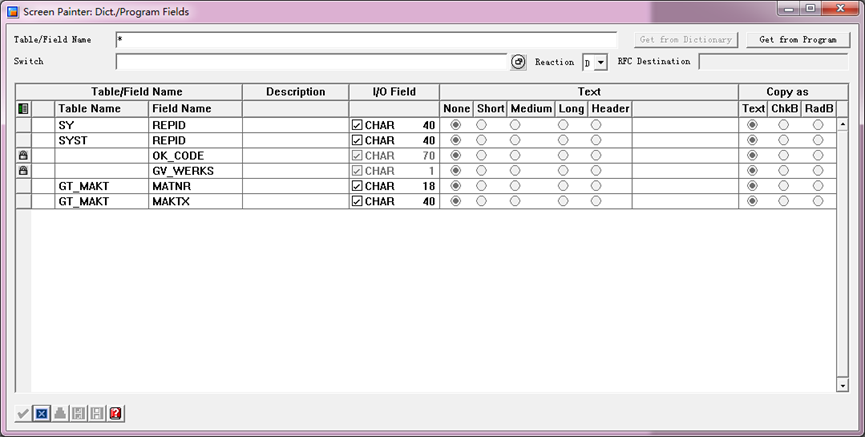 Screen Painter: Dict./Program Fields
Table/Field Name * Get from Dictionary Get from Program
Switch Reaction D RFC Destination
Table/Field Name Description I/O Field Text Copy as
Table Name Field Name None Short Medium Long Header Text ChkB RadB
SY REPID CHAR 40
SYST REPID CHAR 40
OK_CODE CHAR 70
GV_WERKS CHAR 1
GT_MAKT MATNR CHAR 18
GT_MAKT MAKTX CHAR 40